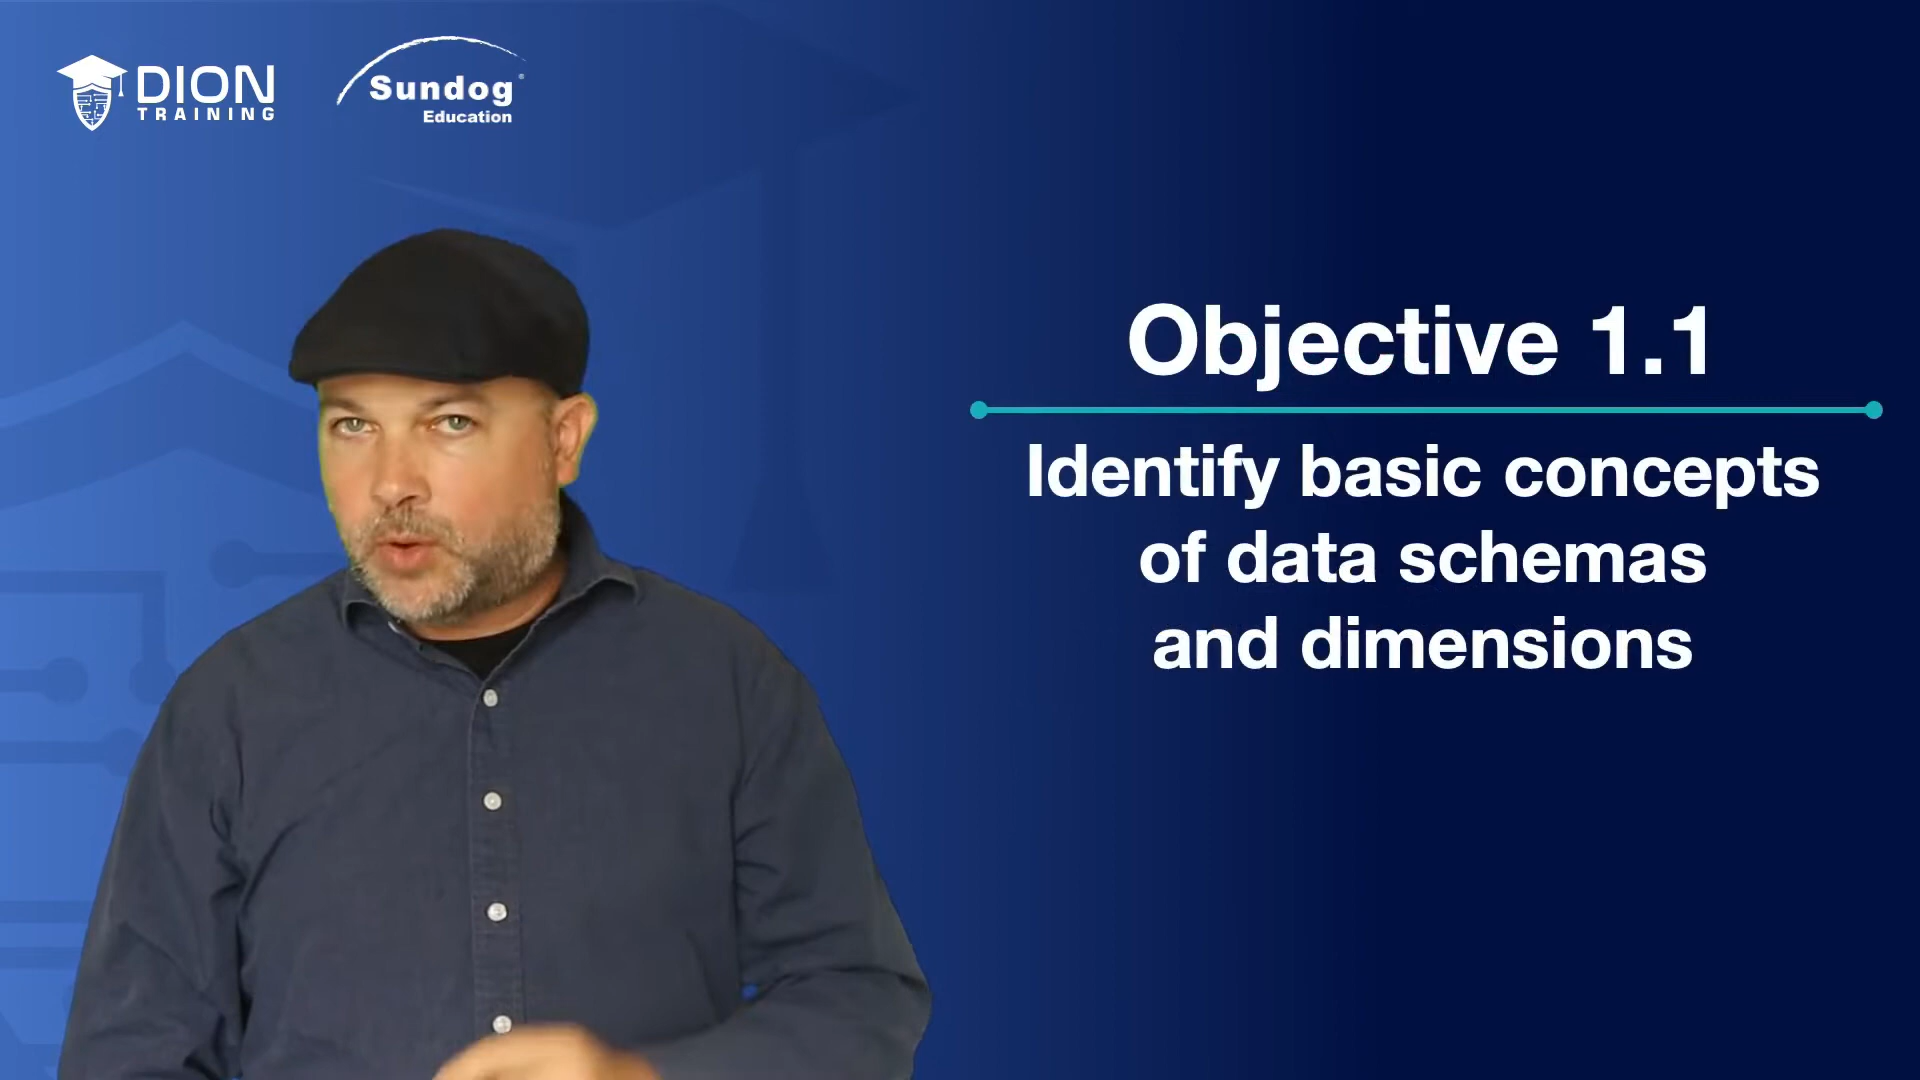 DION
TRAINING
Sundog®
Education
Objective 1.1
Identify basic concepts
of data schemas
and dimensions